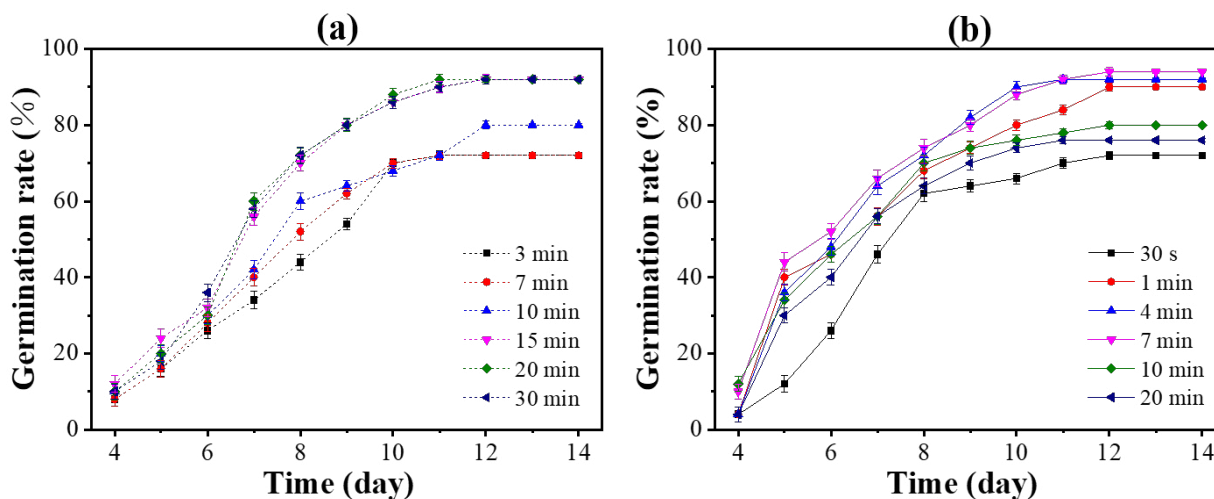 (a)
Germination rate (%)
100
80
60
40
20
0
3 min
7 min
10 min
15 min
20 min
30 min
4 6 8 10 12 14
Time (day)
(b)
Germination rate (%)
100
80
60
40
20
0
30 s
1 min
4 min
7 min
10 min
20 min
4 6 8 10 12 14
Time (day)